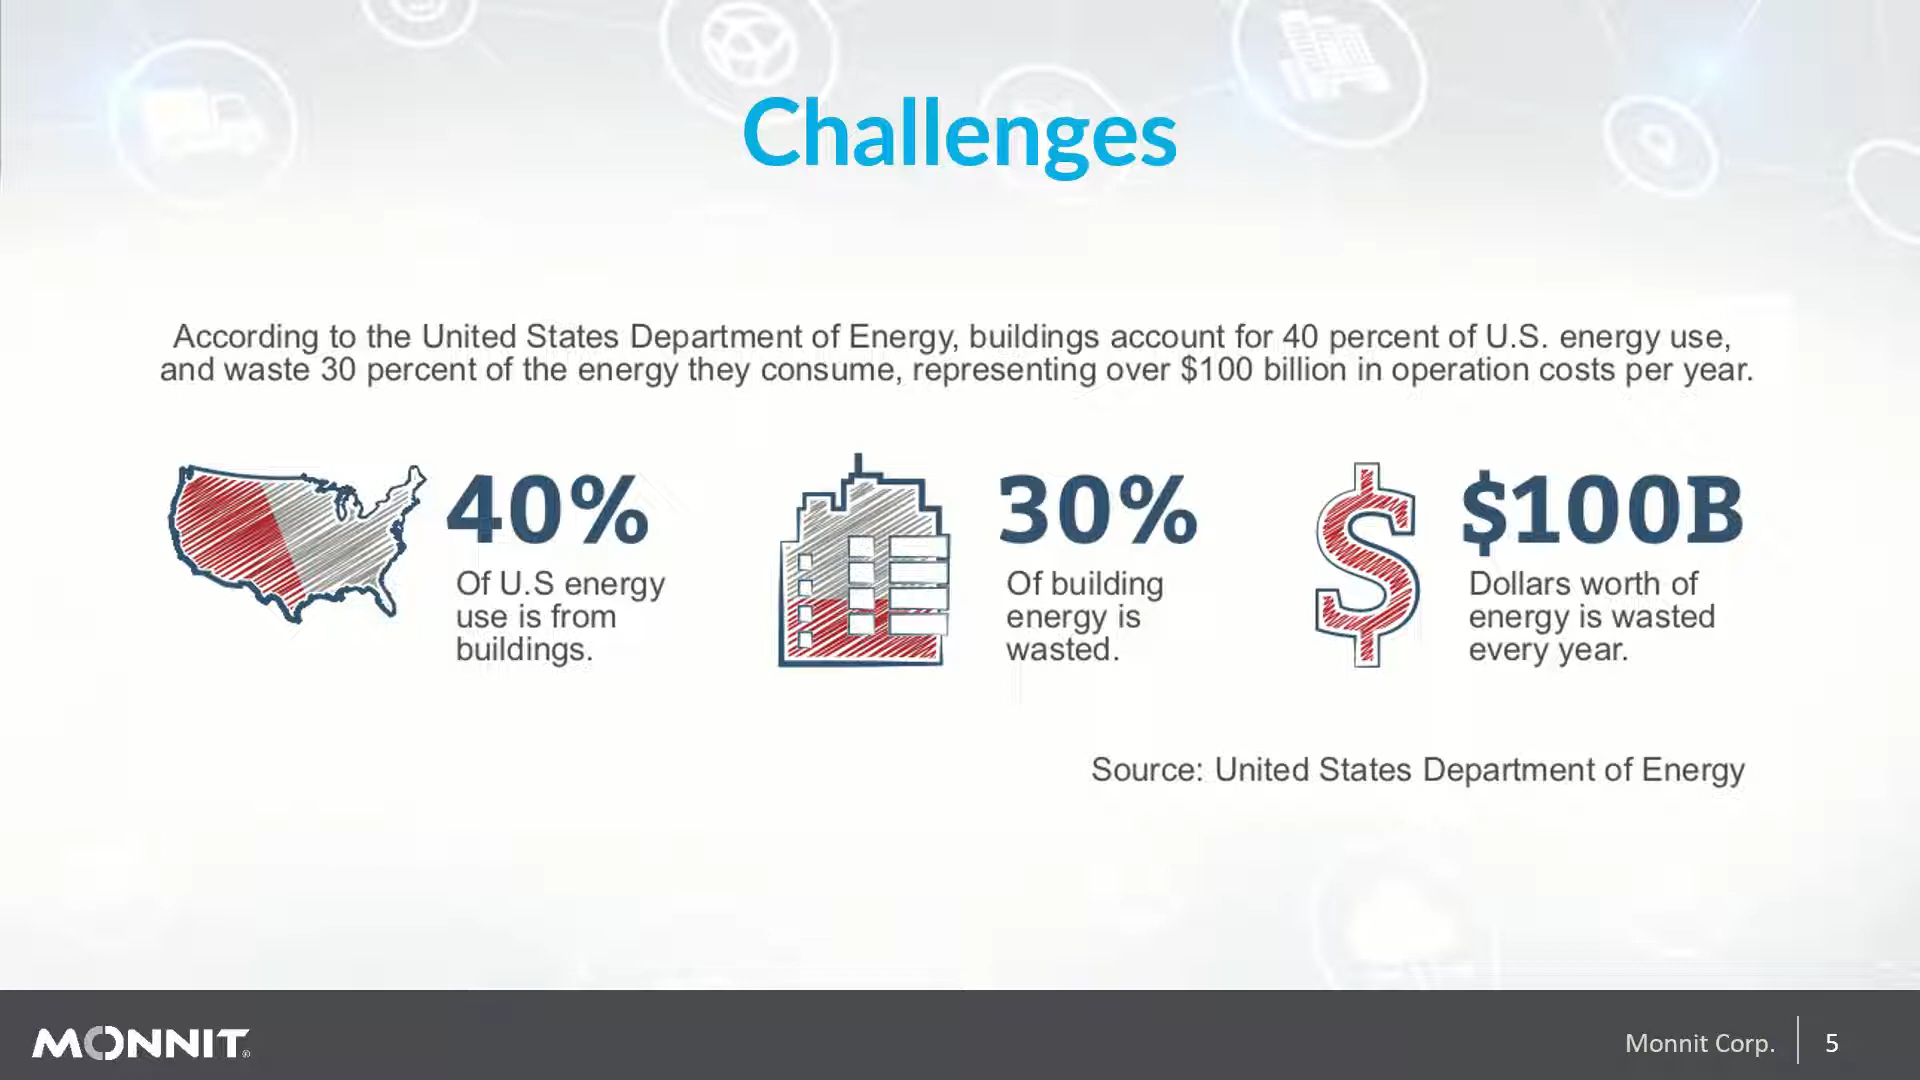 Challenges
According to the United States Department of Energy, buildings account for 40 percent of U.S. energy use,
and waste 30 percent of the energy they consume, representing over $100 billion in operation costs per year.
40%
Of U.S energy
use is from
buildings.
30%
Of building
energy is
wasted.
$100B
Dollars worth of
energy is wasted
every year.
Source: United States Department of Energy
MONNIT®
Monnit Corp.
5